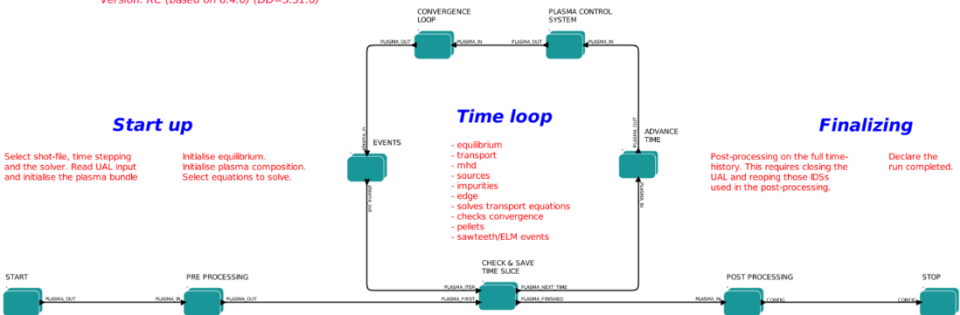 Version: RC (based on 6.4.0) (DD=3.31.0)
CONVERGENCE
LOOP
PLASMA CONTROL
SYSTEM
PLASMA_OUT
PLASMA_IN
PLASMA_OUT
PLASMA_IN
Start up
Time loop
Finalizing
plasma_in
EVENTS
plasma_out
PLASMA_OUT
ADVANCE
TIME
PLASMA_IN
Select shot-file, time stepping
and the solver. Read UAL input
and initialise the plasma bundle
Initialise equilibrium.
Initialise plasma composition.
Select equations to solve.
- equilibrium
- transport
- mhd
- sources
- impurities
- edge
- solves transport equations
- checks convergence
- pellets
- sawteeth/ELM events
Post-processing on the full time-
history. This requires closing the
UAL and reoping those IDSs
used in the post-processing.
Declare the
run completed.
START
PLASMA_OUT
PRE PROCESSING
PLASMA_IN
PLASMA_OUT
CHECK & SAVE
TIME SLICE
PLASMA_ITER
PLASMA_NEXT_TIME
PLASMA_FIRST
PLASMA_FINISHED
POST PROCESSING
PLASMA_IN
CONFIG
STOP
CONFIG